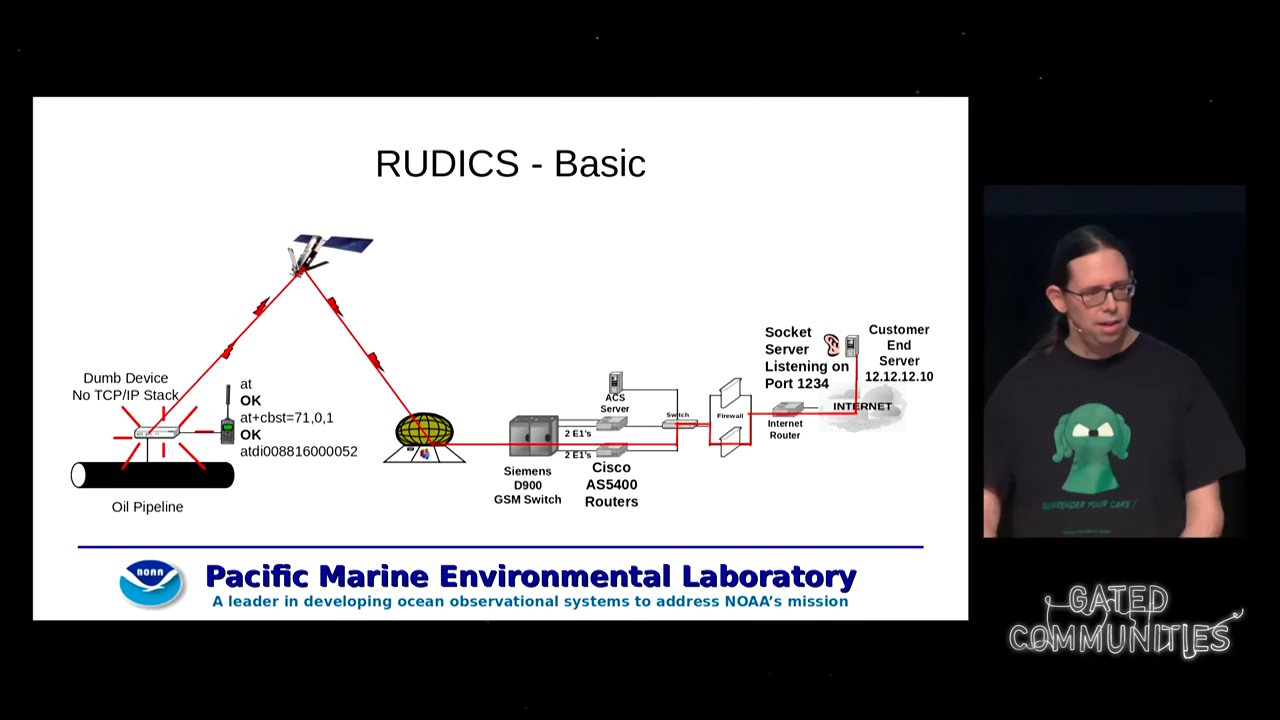 RUDICS - Basic
Dumb Device
No TCP/IP Stack
at
OK
at+cbst=71,0,1
OK
atdi008816000052
Oil Pipeline
Siemens
D900
GSM Switch
2 E1's
2 E1's
ACS
Server
Cisco
AS5400
Routers
Switch
Firewall
Internet
Router
INTERNET
Socket
Server
Listening on
Port 1234
Customer
End
Server
12.12.12.10
NOAA
Pacific Marine Environmental Laboratory
A leader in developing ocean observational systems to address NOAA's mission
SURRENDER YOUR CAKE!
GATED
COMMUNITIES